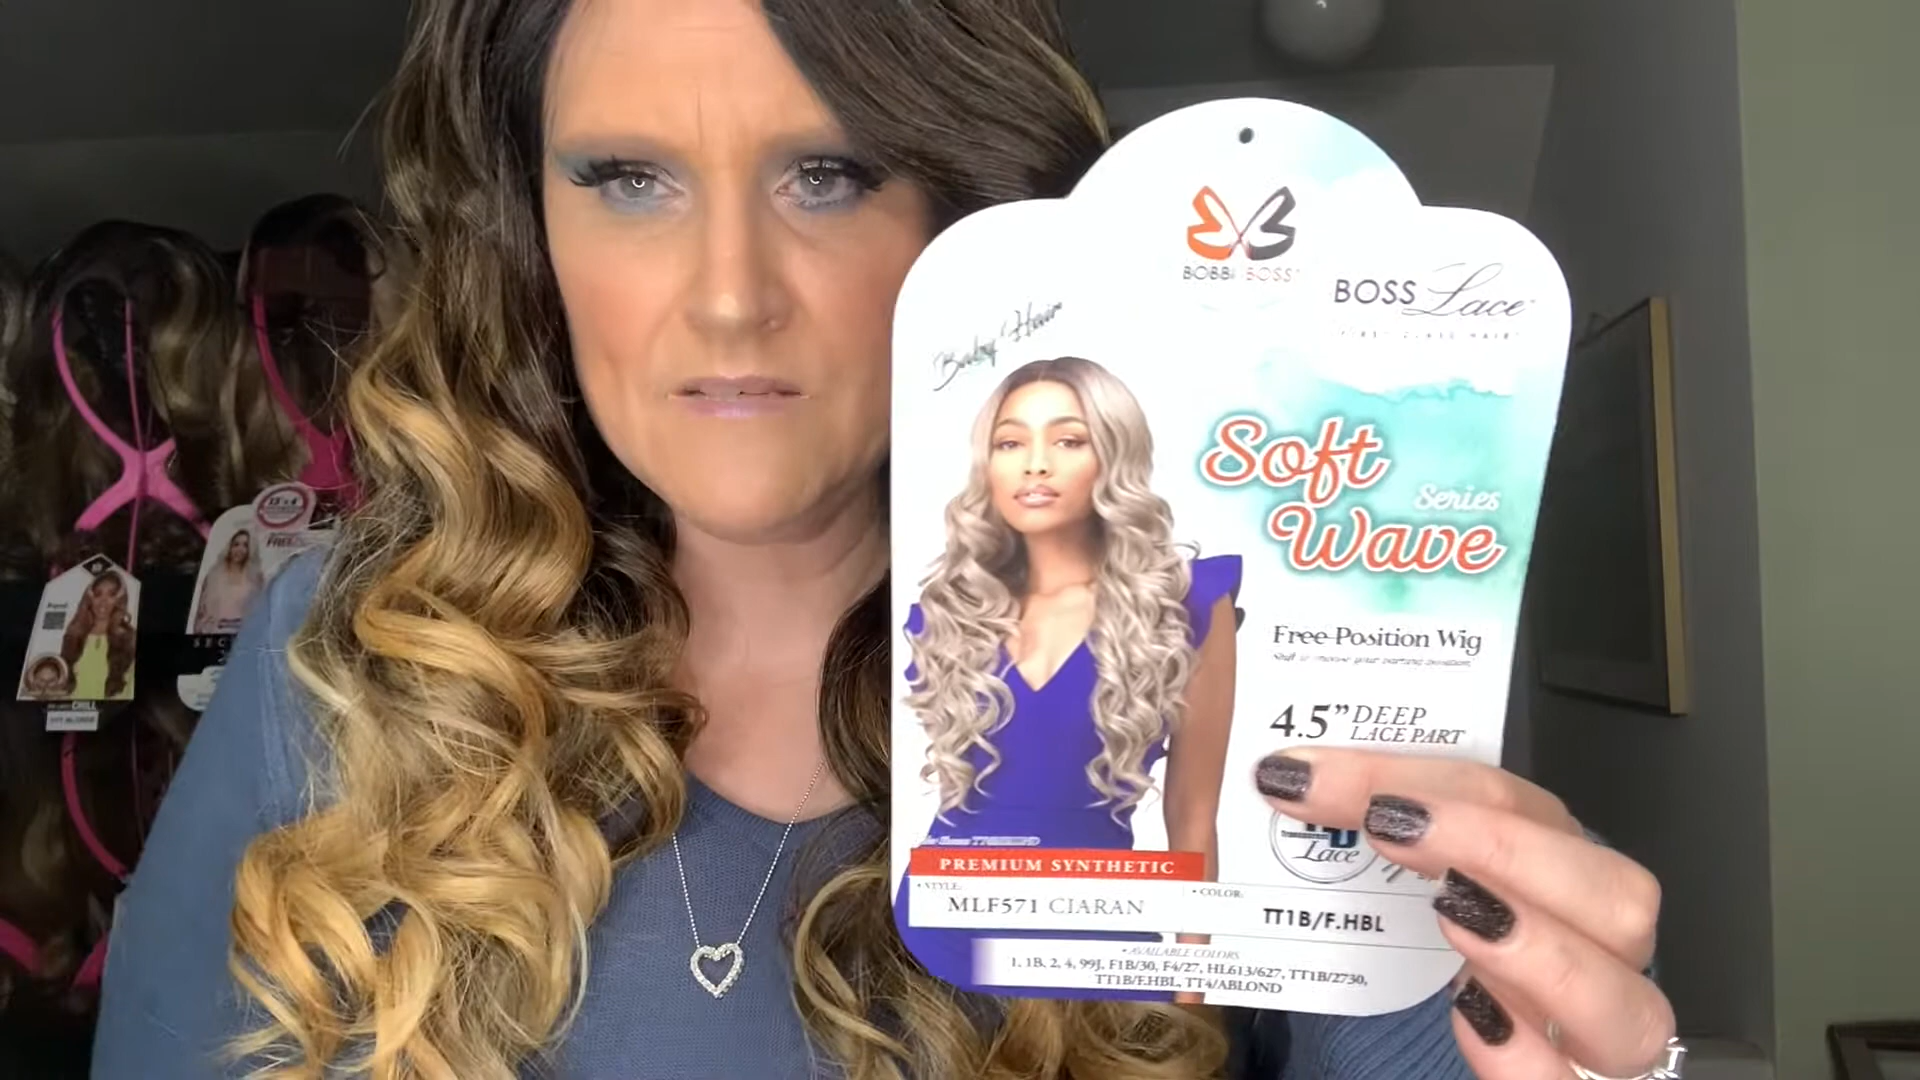 BOBBI BOSS
BOSS Lace
Baby Hair
Soft
Series
Wave
Free Position Wig
4.5" DEEP
LACE PART
Lace
PREMIUM SYNTHETIC
• STYLE:
MLF571 CIARAN
• COLOR:
TT1B/F.HBL
• AVAILABLE COLORS
1, 1B, 2, 4, 99J, F1B/30, F4/27, HL613/627, TT1B/2730,
TT1B/F.HBL, TT4/ABLOND
CHILL